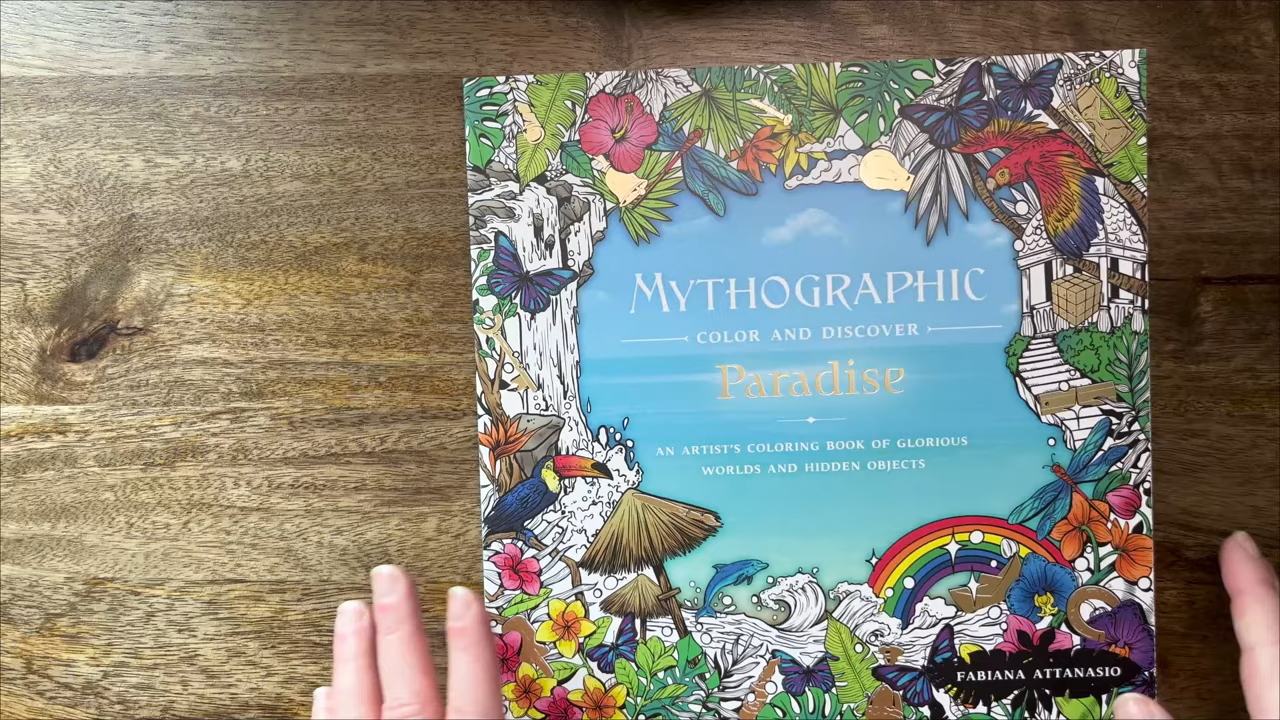 MYTHOGRAPHIC
COLOR AND DISCOVER
Paradise
AN ARTIST'S COLORING BOOK OF GLORIOUS
WORLDS AND HIDDEN OBJECTS
FABIANA ATTANASIO